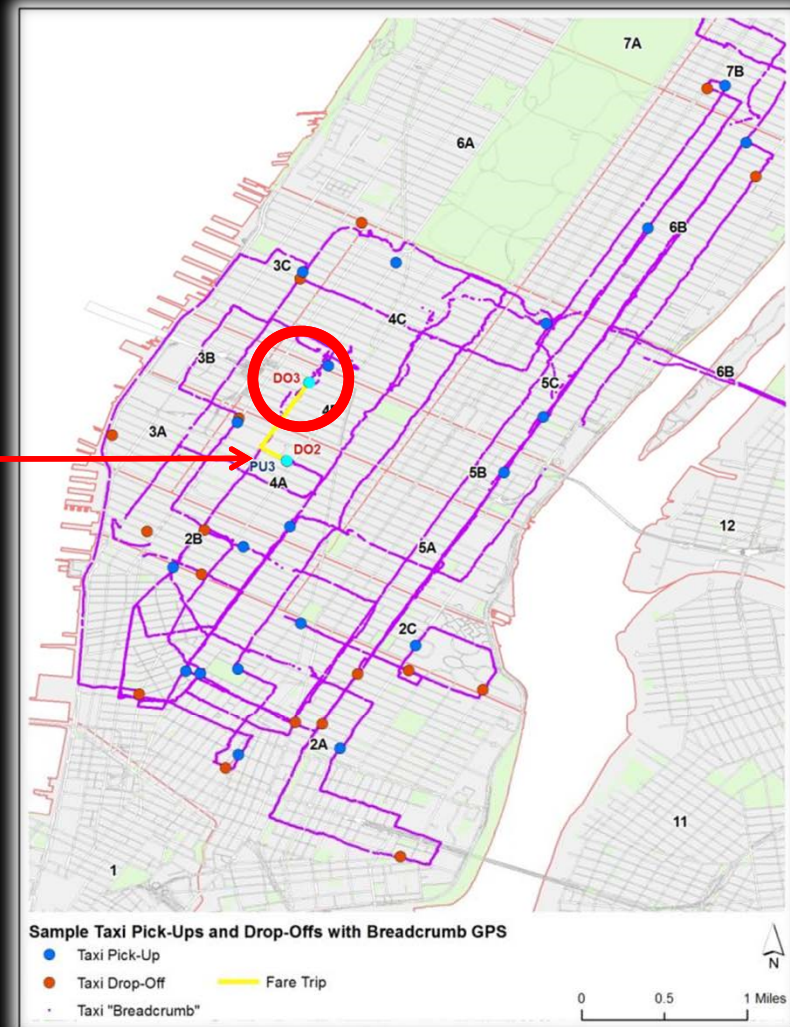 7A
7B
6A
6B
3C
4C
3B
6B
DO3
5C
3A
DO2
PU3
5B
4A
12
2B
5A
2C
2A
11
1
Sample Taxi Pick-Ups and Drop-Offs with Breadcrumb GPS
Taxi Pick-Up
Taxi Drop-Off
Fare Trip
Taxi "Breadcrumb"
N
0 0.5 1 Miles